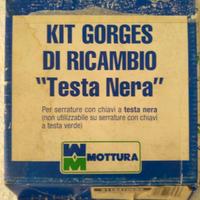 KIT GORGES
DI RICAMBIO
"Testa Nera"
Per serrature con chiavi a testa nera
(non utilizzabile su serrature con chiavi
a testa verde)
MOTTURA